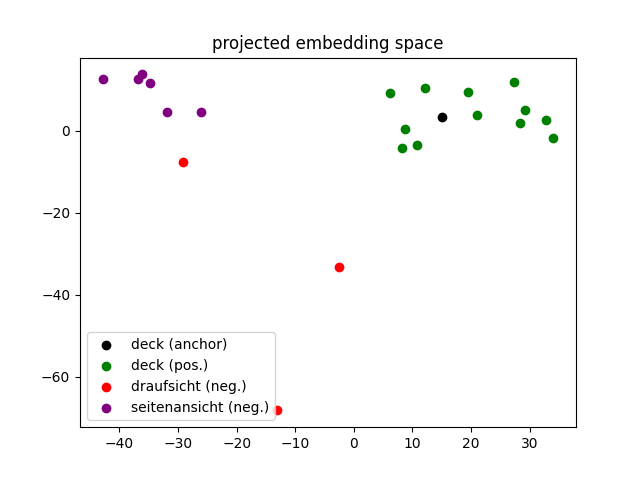 projected embedding space
0
−20
−40
−60
deck (anchor)
deck (pos.)
draufsicht (neg.)
seitenansicht (neg.)
−40 −30 −20 −10 0 10 20 30